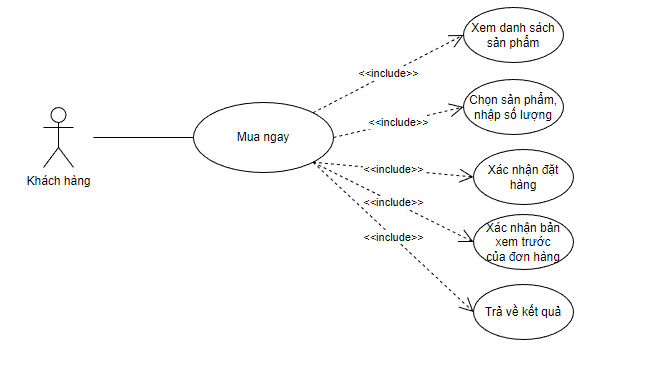 Xem danh sách
sản phẩm
<<include>>
Chọn sản phẩm,
nhập số lượng
<<include>>
Mua ngay
Khách hàng
<<include>>
Xác nhận đặt
hàng
<<include>>
Xác nhận bản
xem trước
của đơn hàng
<<include>>
Trả về kết quả